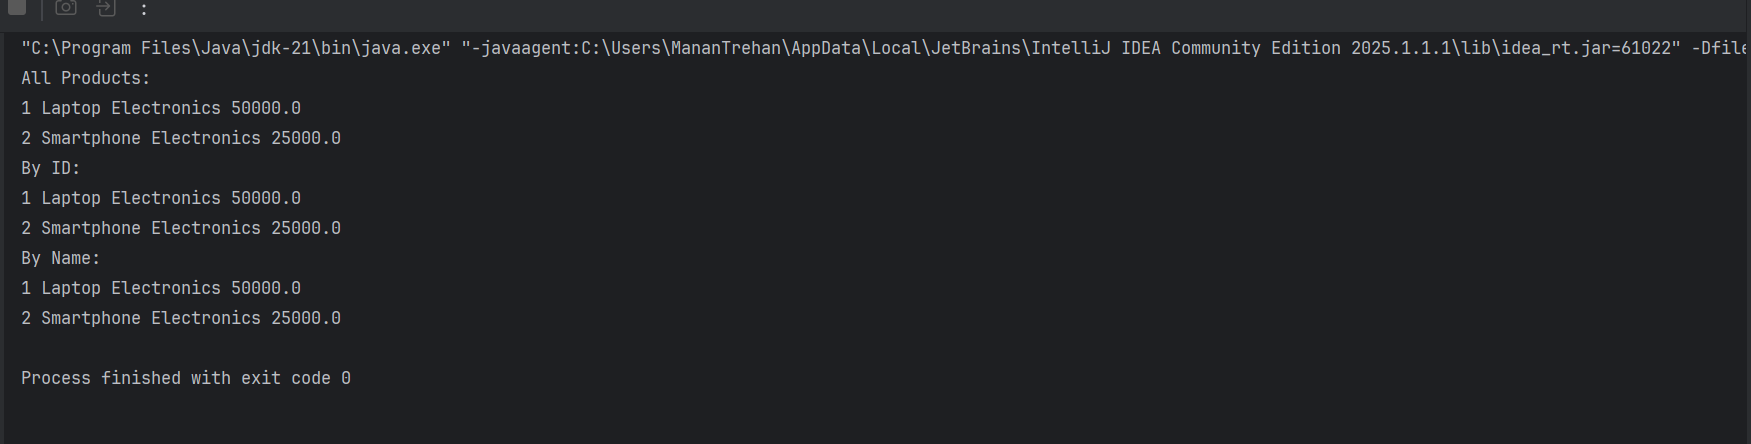 "C:\Program Files\Java\jdk-21\bin\java.exe" "-javaagent:C:\Users\MananTrehan\AppData\Local\JetBrains\IntelliJ IDEA Community Edition 2025.1.1.1\lib\idea_rt.jar=61022" -Dfile
All Products:
1 Laptop Electronics 50000.0
2 Smartphone Electronics 25000.0
By ID:
1 Laptop Electronics 50000.0
2 Smartphone Electronics 25000.0
By Name:
1 Laptop Electronics 50000.0
2 Smartphone Electronics 25000.0
Process finished with exit code 0